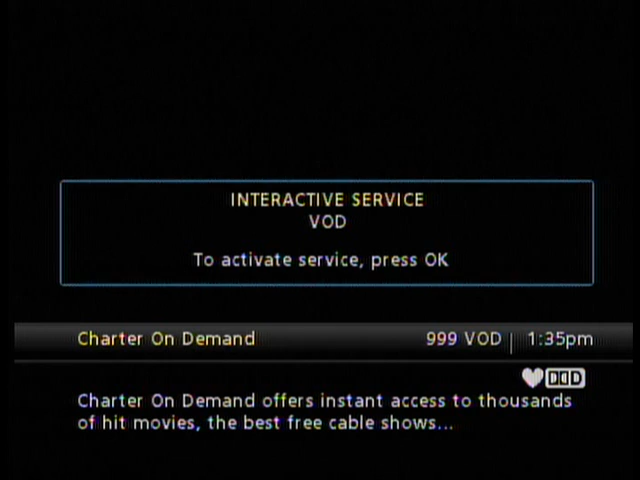 INTERACTIVE SERVICE
VOD
To activate service, press OK
Charter On Demand 999 VOD 1:35pm
Charter On Demand offers instant access to thousands
of hit movies, the best free cable shows...